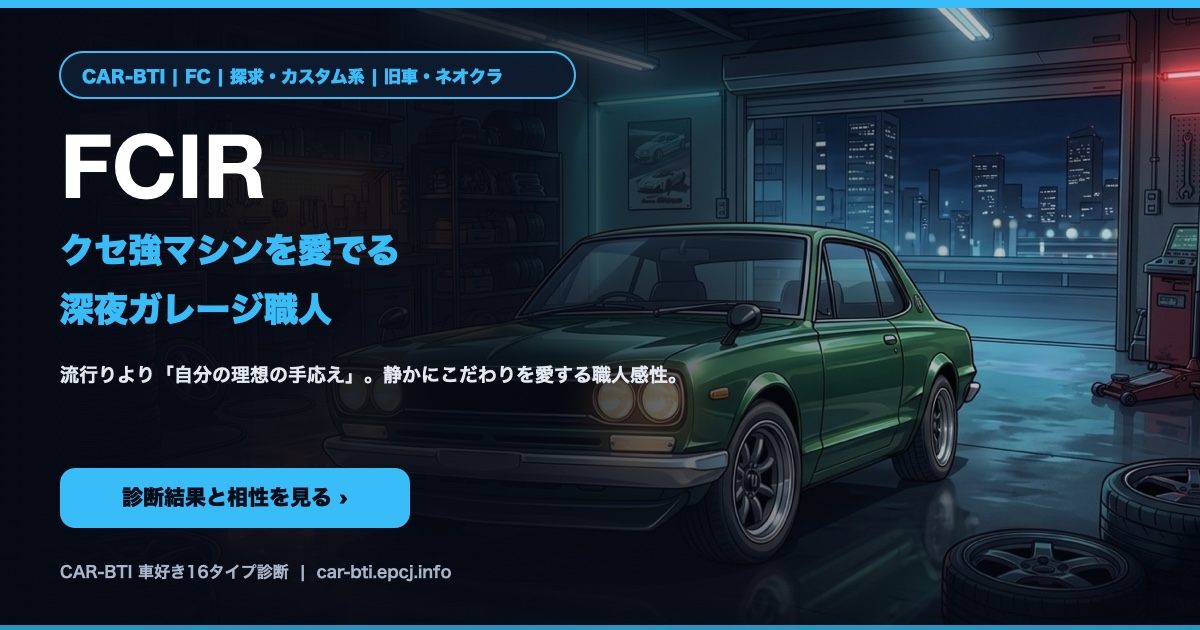 CAR-BTI | FC | 探求・カスタム系 | 旧車・ネオクラ
FCIR
クセ強マシンを愛でる
深夜ガレージ職人
流行りより「自分の理想の手応え」。静かにこだわりを愛する職人感性。
診断結果と相性を見る ›
CAR-BTI 車好き16タイプ診断 | car-bti.epcj.info